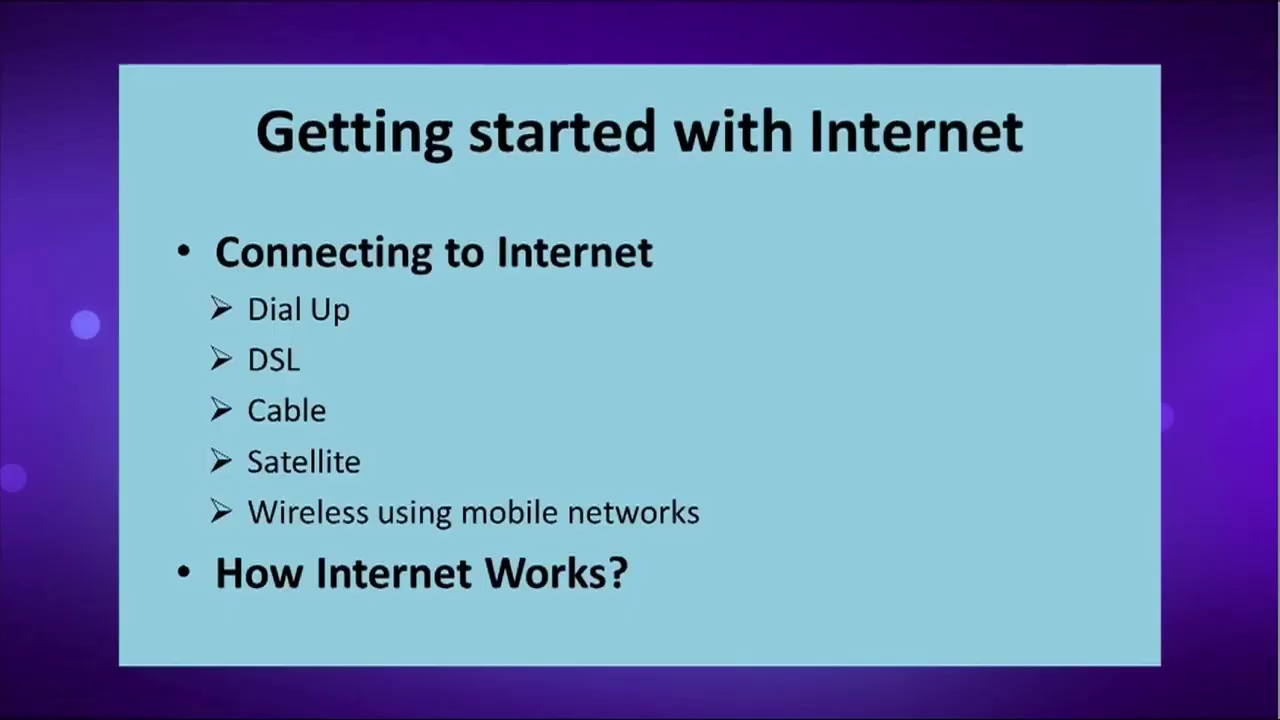 Getting started with Internet
• Connecting to Internet
➢ Dial Up
➢ DSL
➢ Cable
➢ Satellite
➢ Wireless using mobile networks
• How Internet Works?